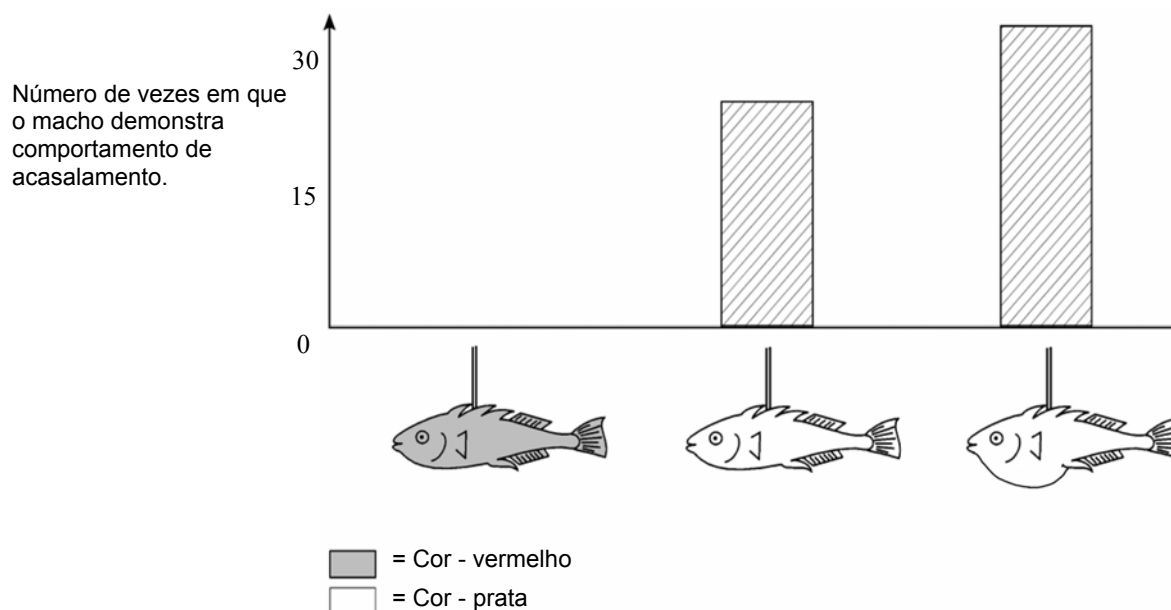 30
Número de vezes em que
o macho demonstra
comportamento de
acasalamento.
15
0
= Cor - vermelho
= Cor - prata